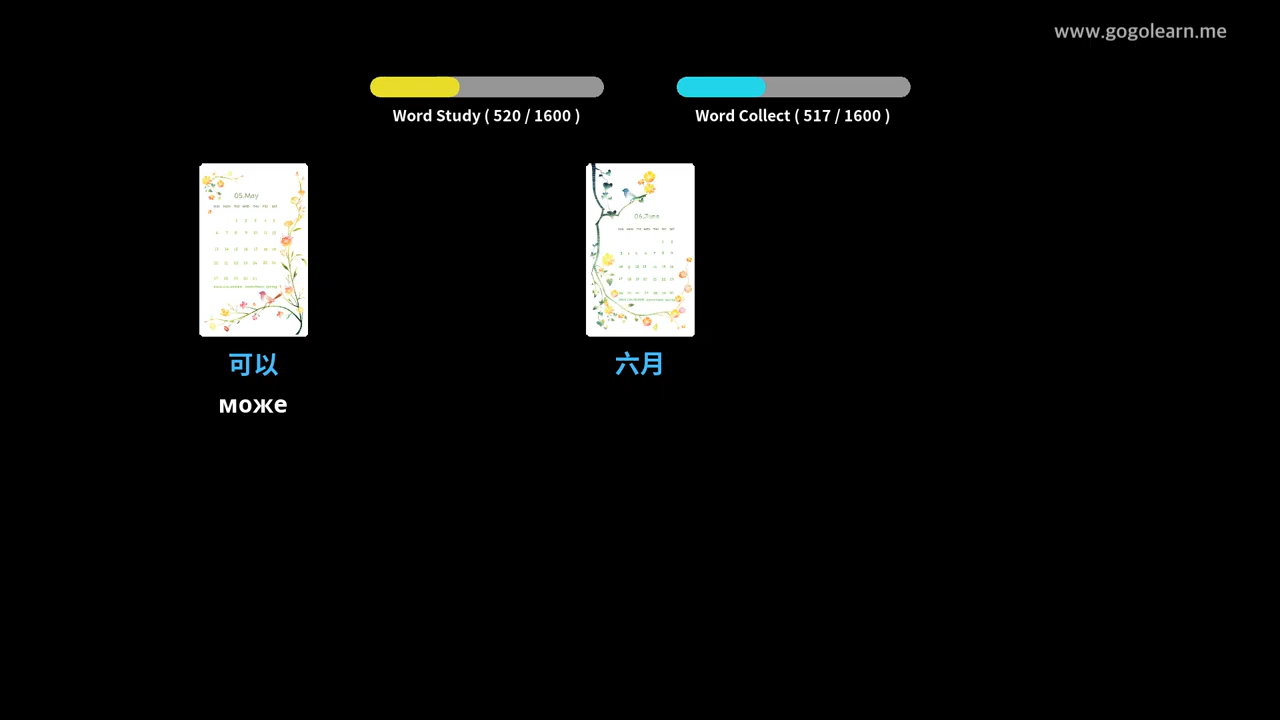 www.gogolearn.me
Word Study ( 520 / 1600 )
Word Collect ( 517 / 1600 )
05.May
06.June
可以
六月
може